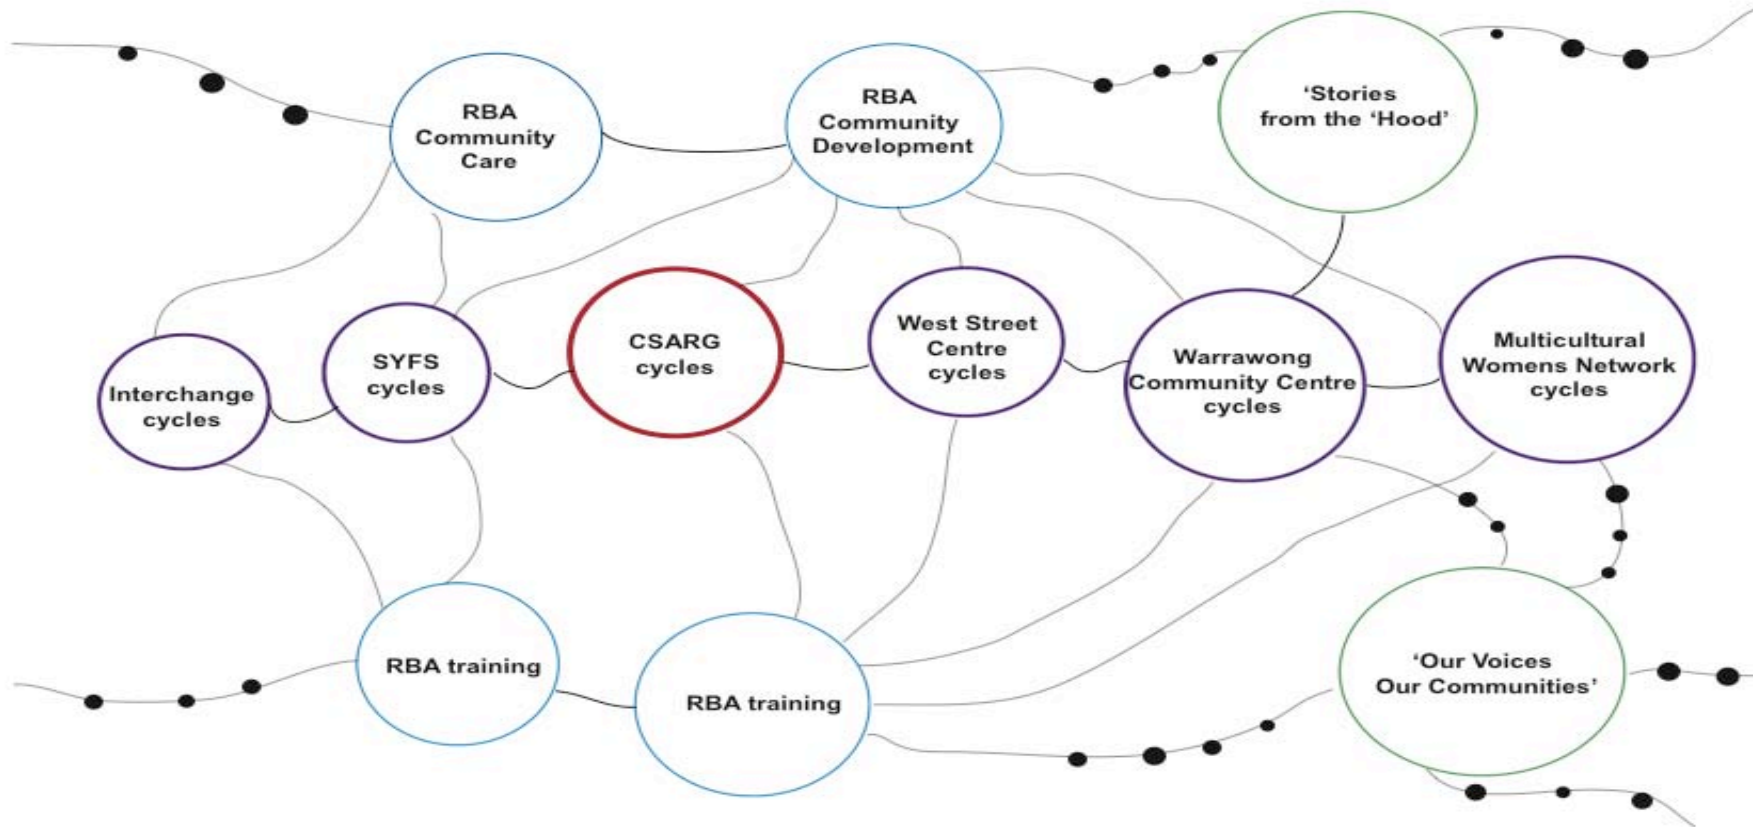 RBA
Community
Care
RBA
Community
Development
‘Stories
from the ‘Hood’
Interchange
cycles
SYFS
cycles
CSARG
cycles
West Street
Centre
cycles
Warrawong
Community Centre
cycles
Multicultural
Womens Network
cycles
RBA training
RBA training
‘Our Voices
Our Communities’